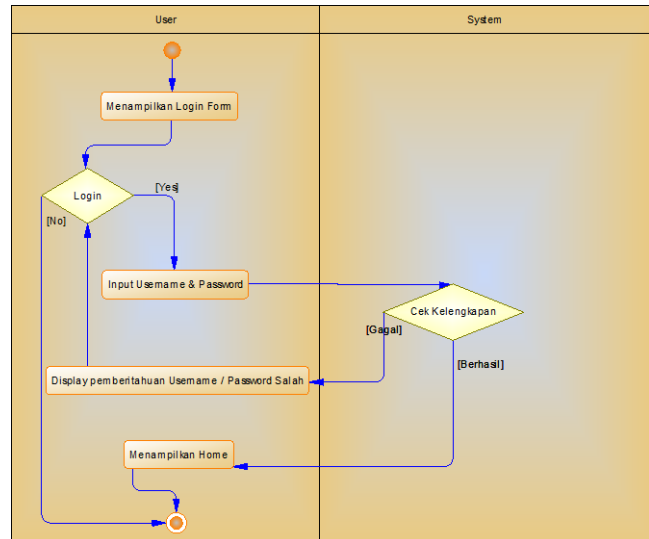 User
System
Menampilkan Login Form
Login
[Yes]
[No]
Input Username & Password
Cek Kelengkapan
[Gagal]
[Berhasil]
Display pemberitahuan Username / Password Salah
Menampilkan Home